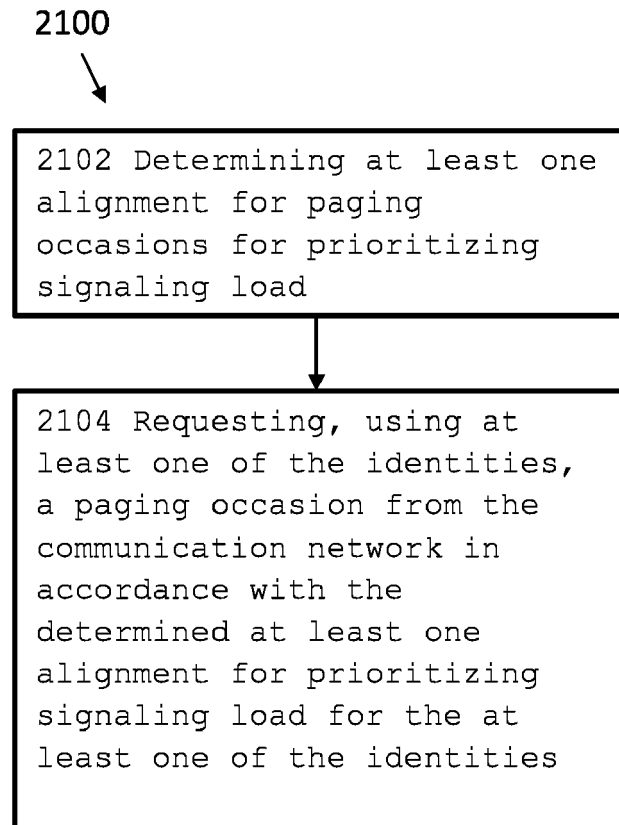 2100
2102 Determining at least one
alignment for paging
occasions for prioritizing
signaling load
2104 Requesting, using at
least one of the identities,
a paging occasion from the
communication network in
accordance with the
determined at least one
alignment for prioritizing
signaling load for the at
least one of the identities